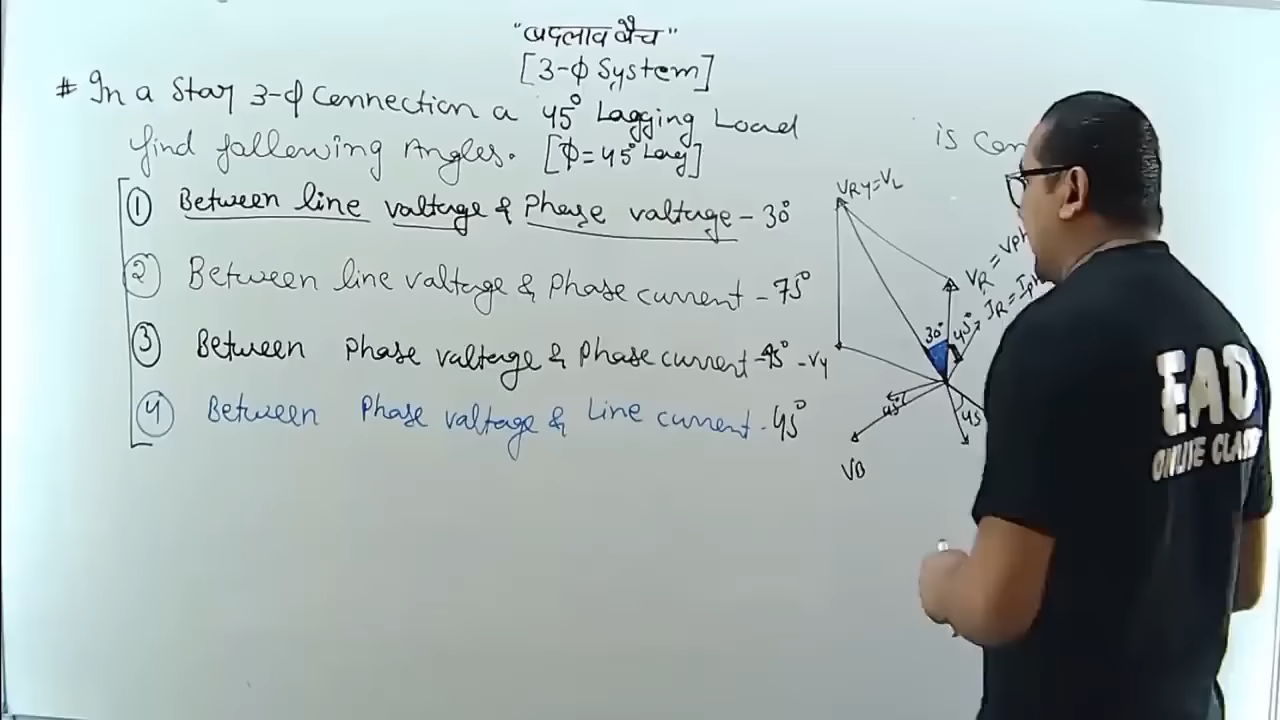 "बदलाव बैच"
[3-ф System]
# In a Star 3-ф Connection a 45° Lagging Load is Con
find following Angles. [ф=45° Lag]
① Between line valtage & Phase valtage - 30°
② Between line valtage & Phase current - 75°
③ Between Phase valtage & Phase current - 45°
④ Between Phase valtage & Line current - 45°
VRY=VL
VR = VPh
IR=IPh
30°
45°
-VY
45°
45
VB
EAD
ONLINE CLASS